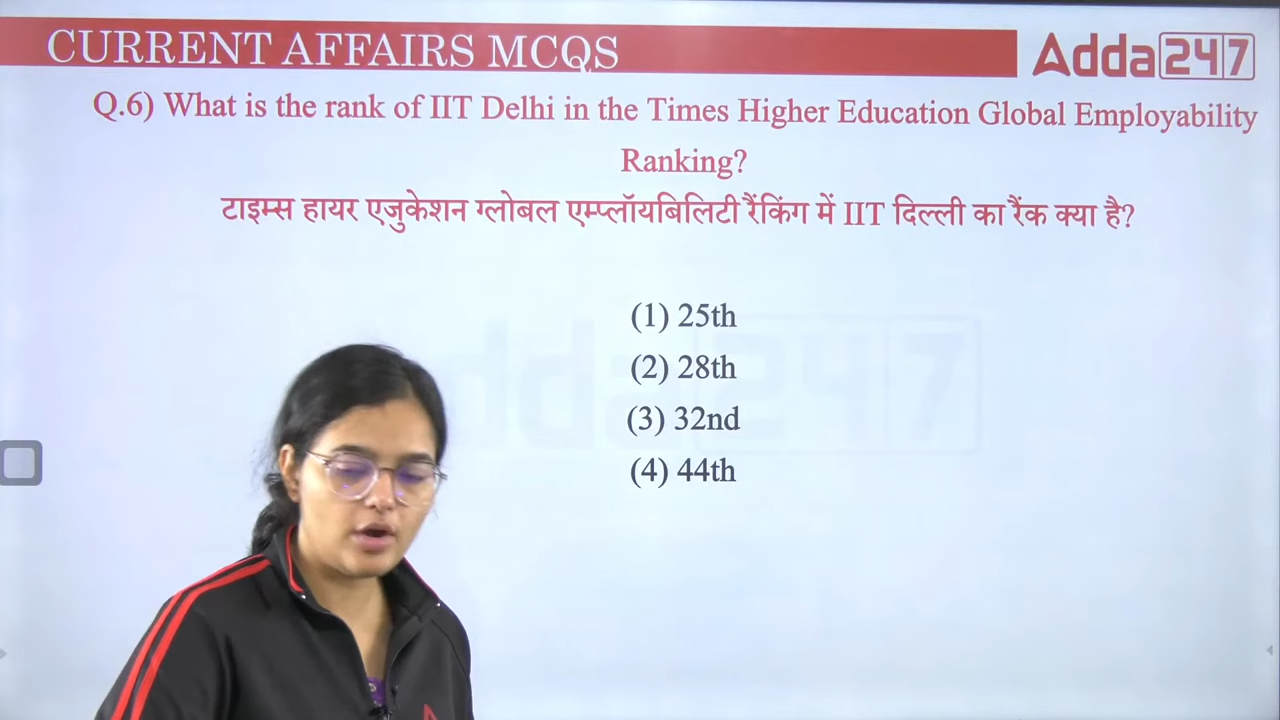 CURRENT AFFAIRS MCQS
Adda247
Q.6) What is the rank of IIT Delhi in the Times Higher Education Global Employability
Ranking?
टाइम्स हायर एजुकेशन ग्लोबल एम्प्लॉयबिलिटी रैंकिंग में IIT दिल्ली का रैंक क्या है?
(1) 25th
(2) 28th
(3) 32nd
(4) 44th
Adda247